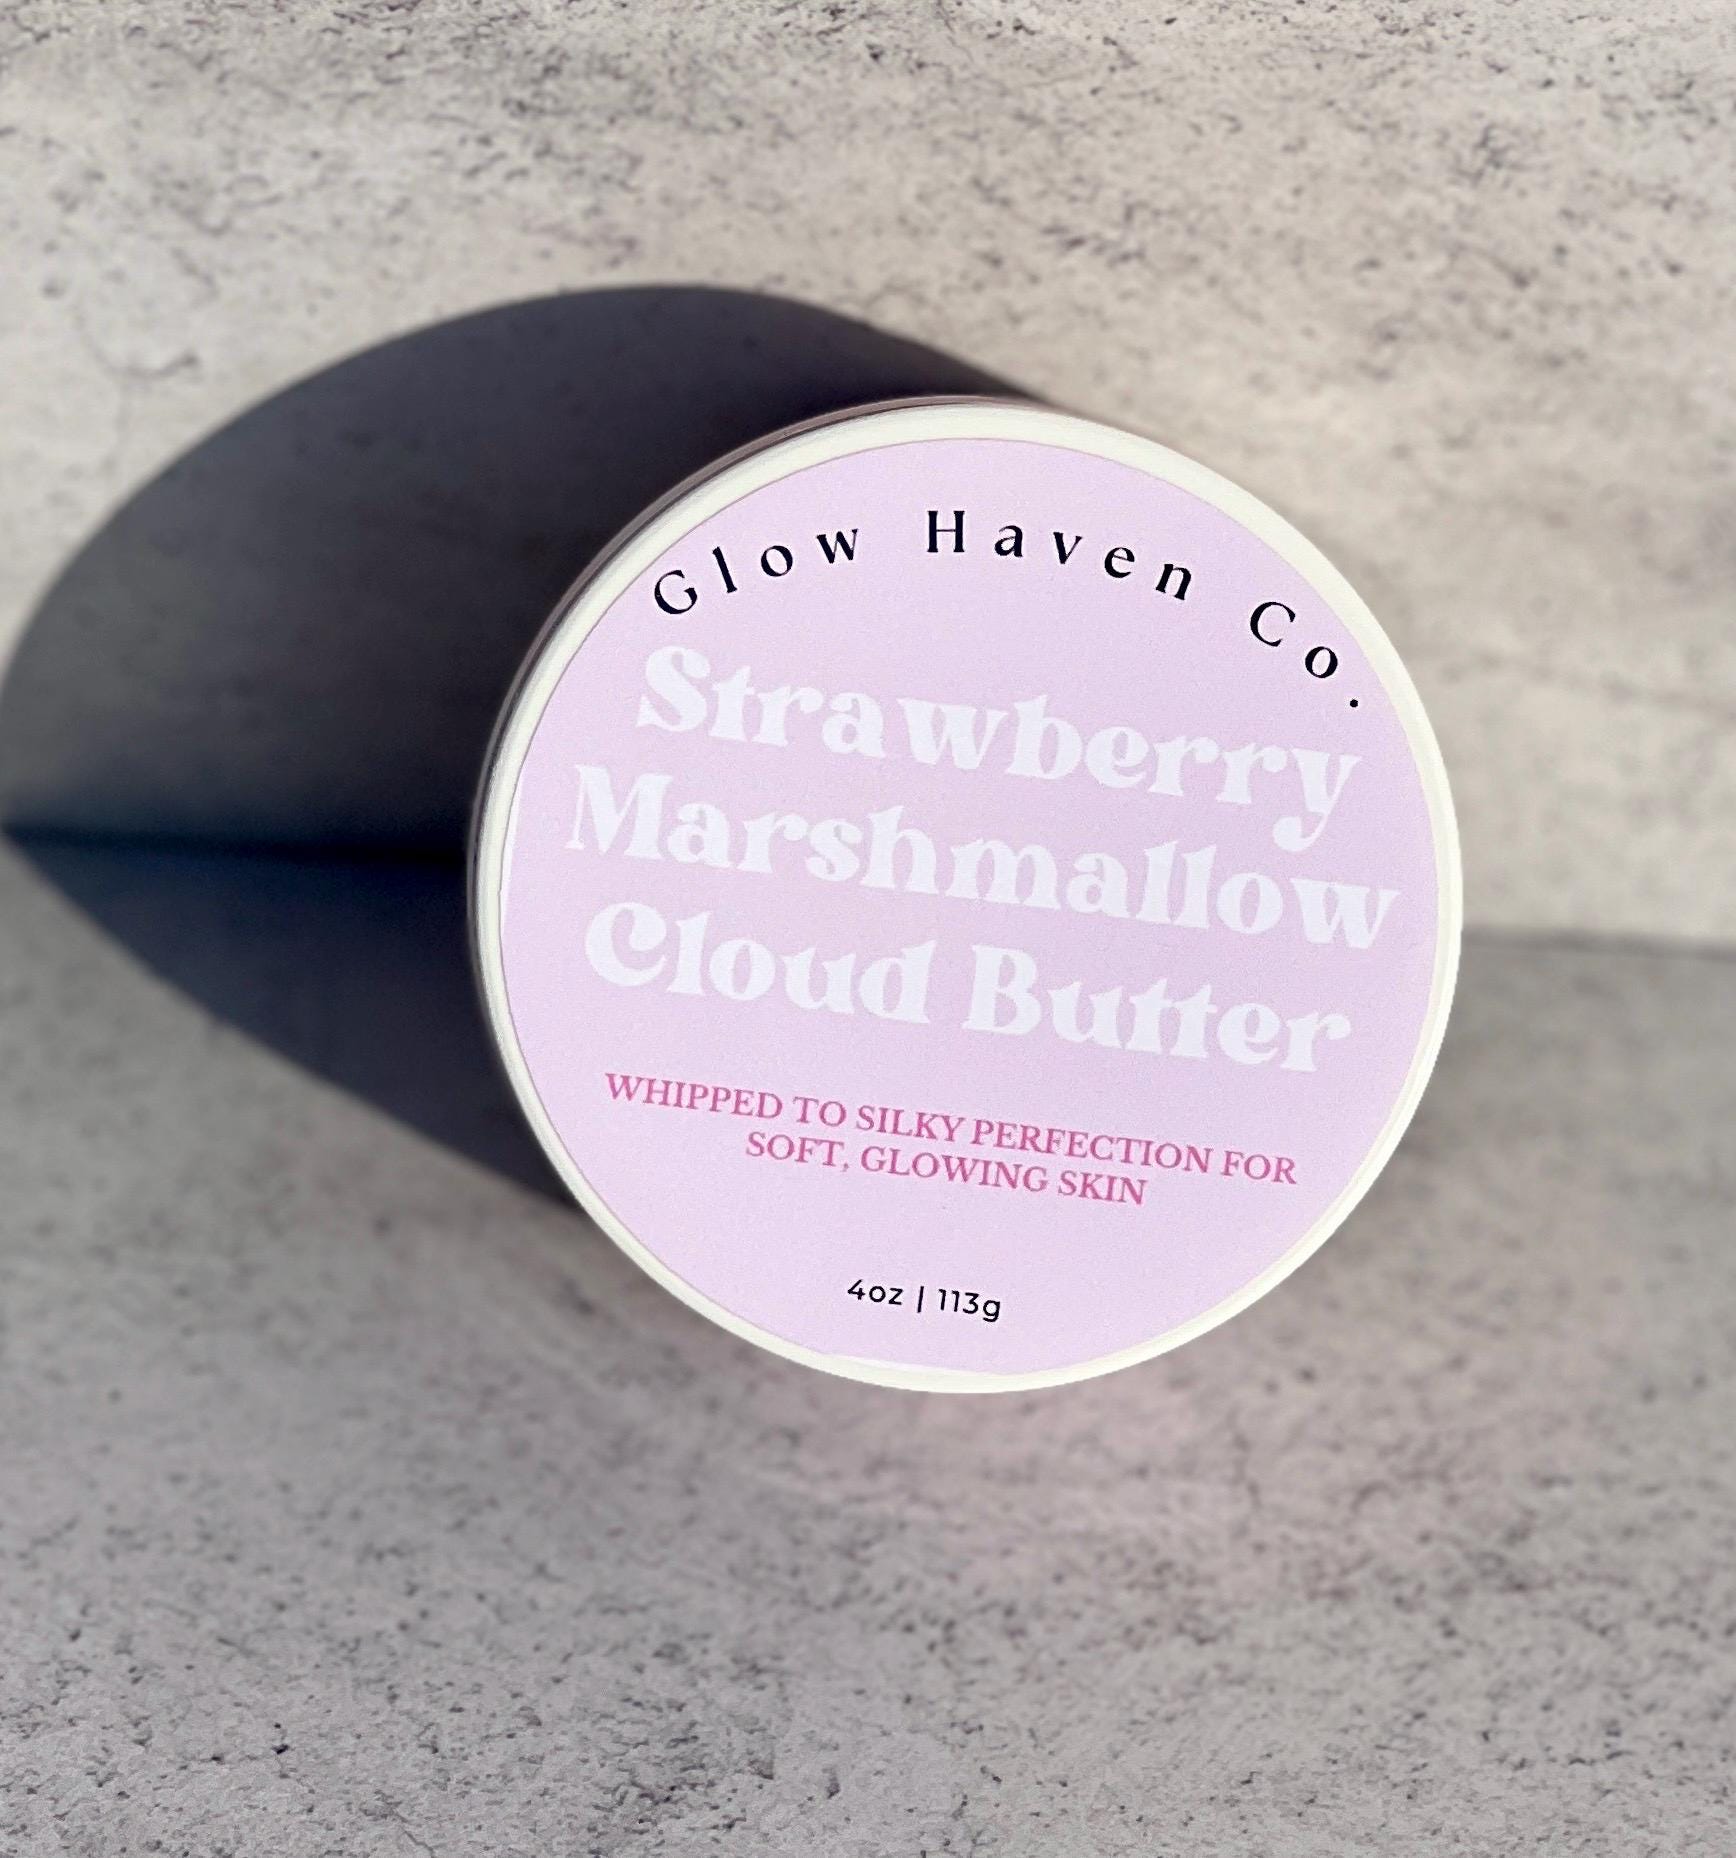 Glow Haven Co.
Strawberry
Marshmallow
Cloud Butter
WHIPPED TO SILKY PERFECTION FOR
SOFT, GLOWING SKIN
4oz | 113g